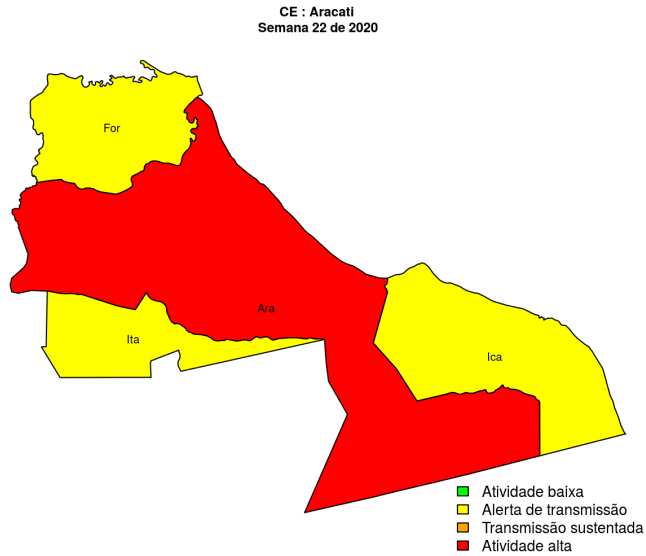 CE : Aracati
Semana 22 de 2020
For
Ara
Ita
Ica
Atividade baixa
Alerta de transmissão
Transmissão sustentada
Atividade alta